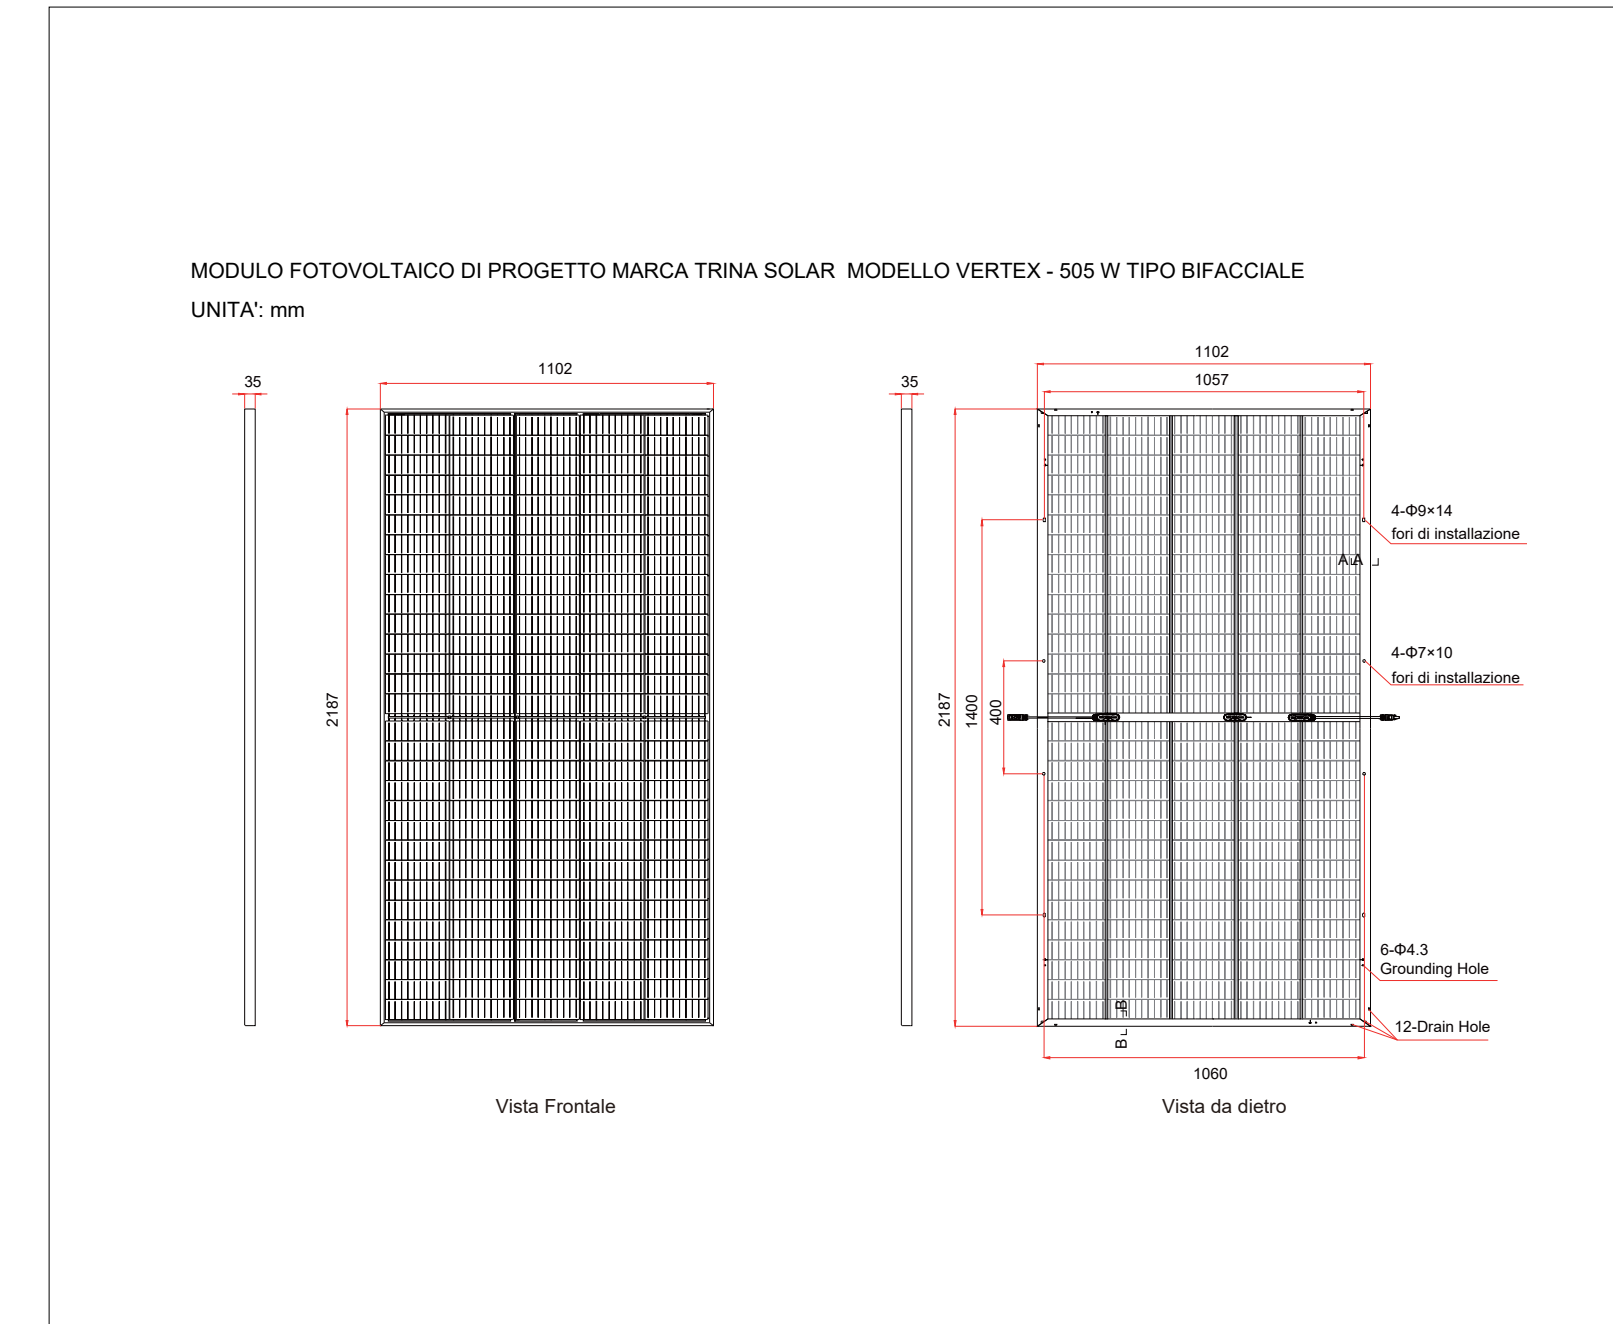 MODULO FOTOVOLTAICO DI PROGETTO MARCA TRINA SOLAR MODELLO VERTEX - 505 W TIPO BIFACCIALE
UNITA': mm
35
1102
2187
Vista Frontale
35
1102
1057
2187
1400
400
4-Φ9×14
fori di installazione
A A
4-Φ7×10
fori di installazione
6-Φ4.3
Grounding Hole
12-Drain Hole
B
B
1060
Vista da dietro